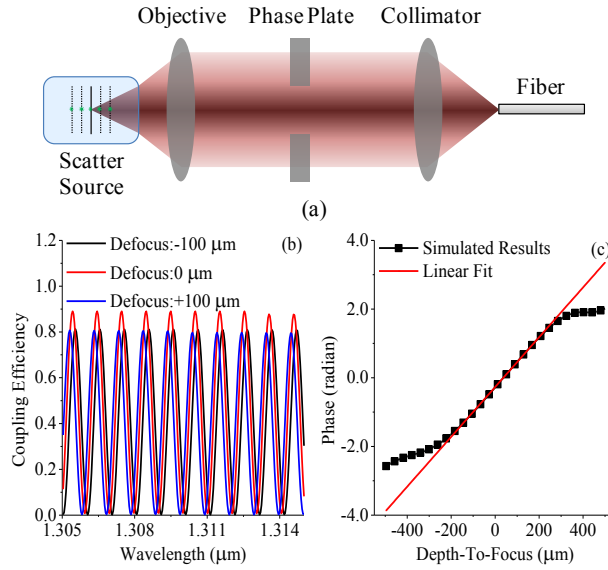 Objective Phase Plate Collimator
Fiber
Scatter
Source
(a)
Defocus:-100 μm (b)
Defocus:0 μm
Defocus:+100 μm
1.2
1.0
0.8
0.6
0.4
0.2
0.0
Coupling Efficiency
1.305 1.308 1.311 1.314
Wavelength (μm)
Simulated Results (c)
Linear Fit
4.0
2.0
0.0
-2.0
-4.0
Phase (radian)
-400 -200 0 200 400
Depth-To-Focus (μm)